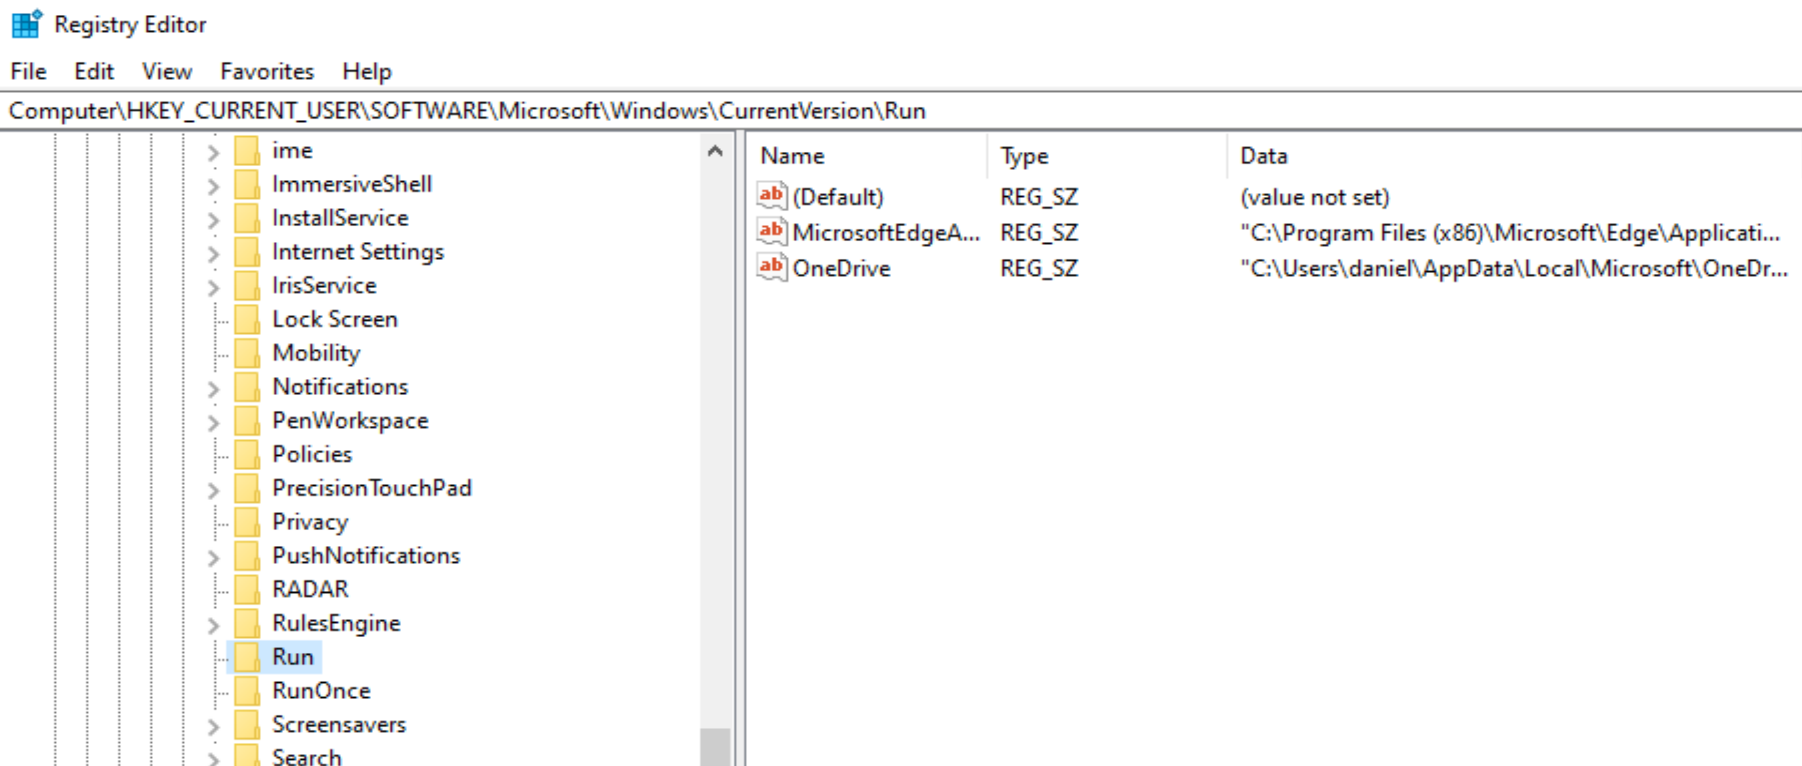 Registry Editor
File Edit View Favorites Help
Computer\HKEY_CURRENT_USER\SOFTWARE\Microsoft\Windows\CurrentVersion\Run
ime
ImmersiveShell
InstallService
Internet Settings
IrisService
Lock Screen
Mobility
Notifications
PenWorkspace
Policies
PrecisionTouchPad
Privacy
PushNotifications
RADAR
RulesEngine
Run
RunOnce
Screensavers
Search
Name Type Data
(Default) REG_SZ (value not set)
MicrosoftEdgeA... REG_SZ "C:\Program Files (x86)\Microsoft\Edge\Applicati...
OneDrive REG_SZ "C:\Users\daniel\AppData\Local\Microsoft\OneDr...